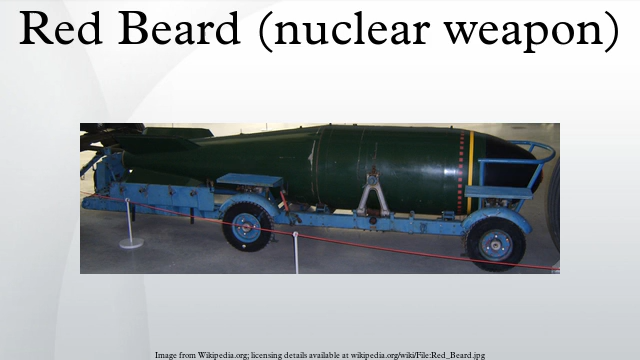 Red Beard (nuclear weapon)
Image from Wikipedia.org; licensing details available at wikipedia.org/wiki/File:Red_Beard.jpg